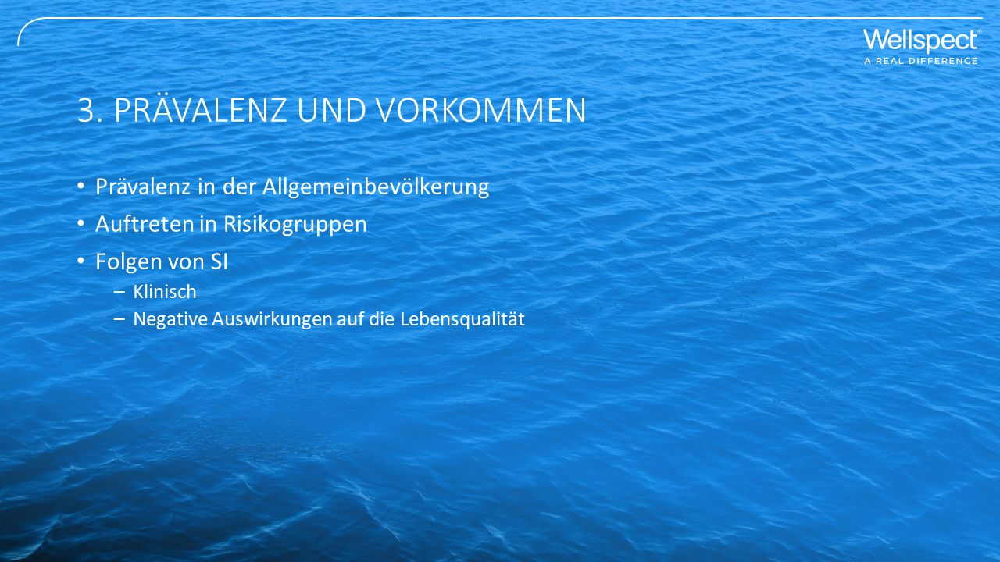 Wellspect®
A REAL DIFFERENCE
3. PRÄVALENZ UND VORKOMMEN
• Prävalenz in der Allgemeinbevölkerung
• Auftreten in Risikogruppen
• Folgen von SI
– Klinisch
– Negative Auswirkungen auf die Lebensqualität